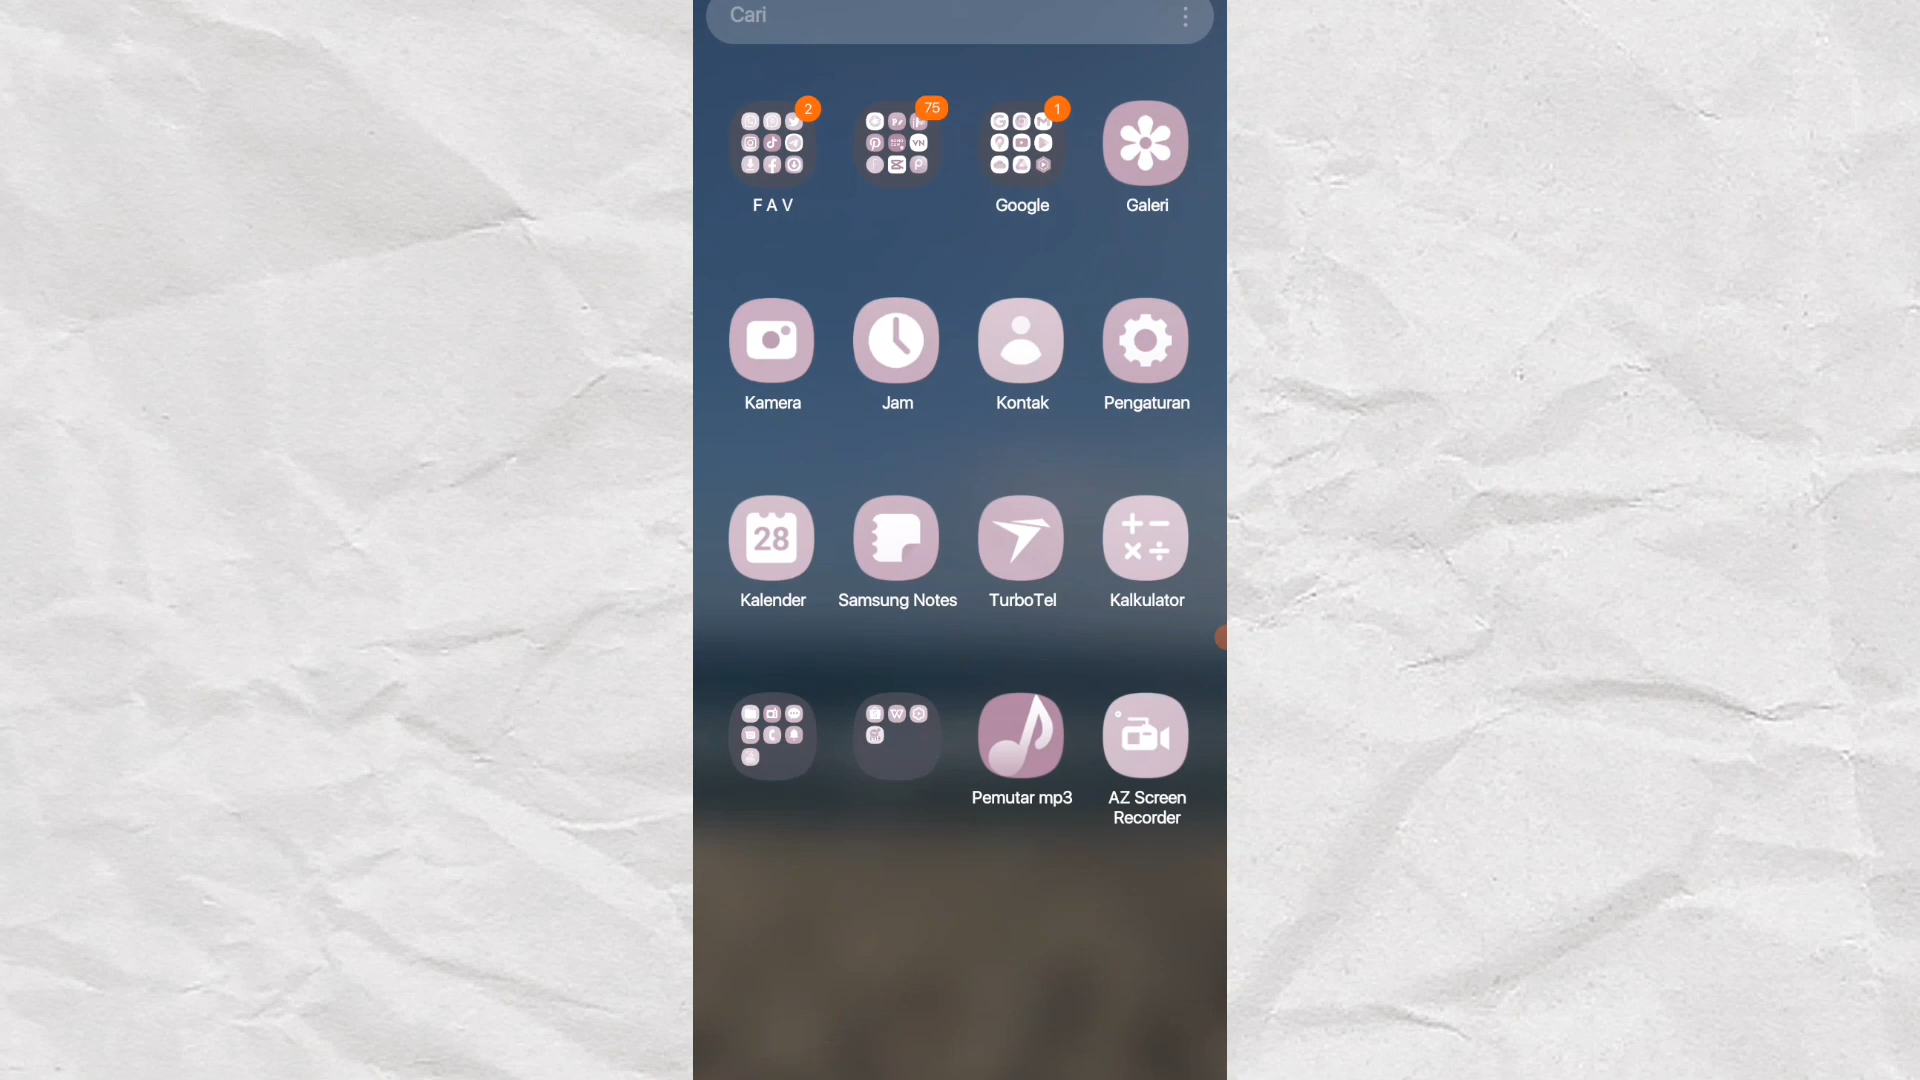 Cari
2
75
1
VN
F A V
Google
Galeri
Kamera
Jam
Kontak
Pengaturan
28
Kalender
Samsung Notes
TurboTel
Kalkulator
Pemutar mp3
AZ Screen
Recorder